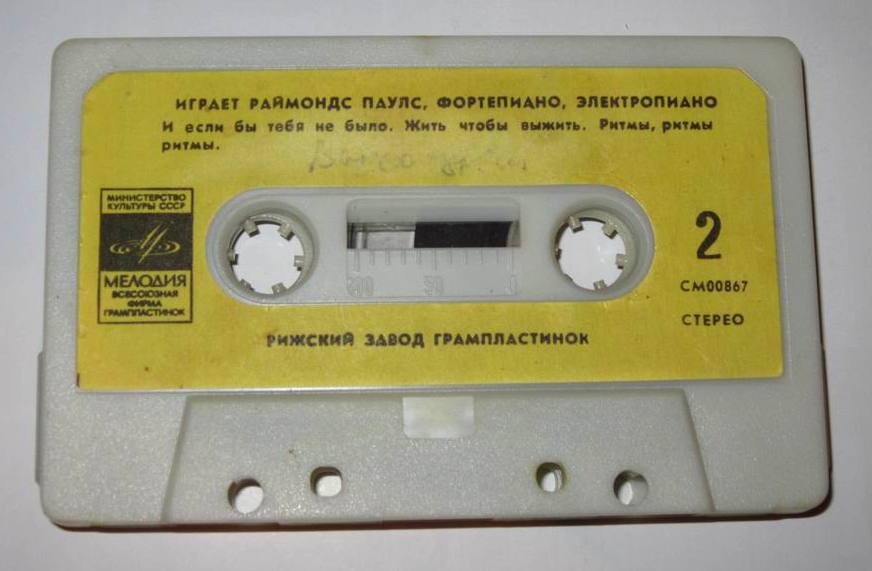 ИГРАЕТ РАЙМОНДС ПАУЛС, ФОРТЕПИАНО, ЭЛЕКТРОПИАНО
И если бы тебя не было. Жить чтобы выжить. Ритмы, ритмы
ритмы.
МИНИСТЕРСТВО
КУЛЬТУРЫ СССР
МЕЛОДИЯ
ВСЕСОЮЗНАЯ
ФИРМА
ГРАМПЛАСТИНОК
2
СМ00867
СТЕРЕО
РИЖСКИЙ ЗАВОД ГРАМПЛАСТИНОК